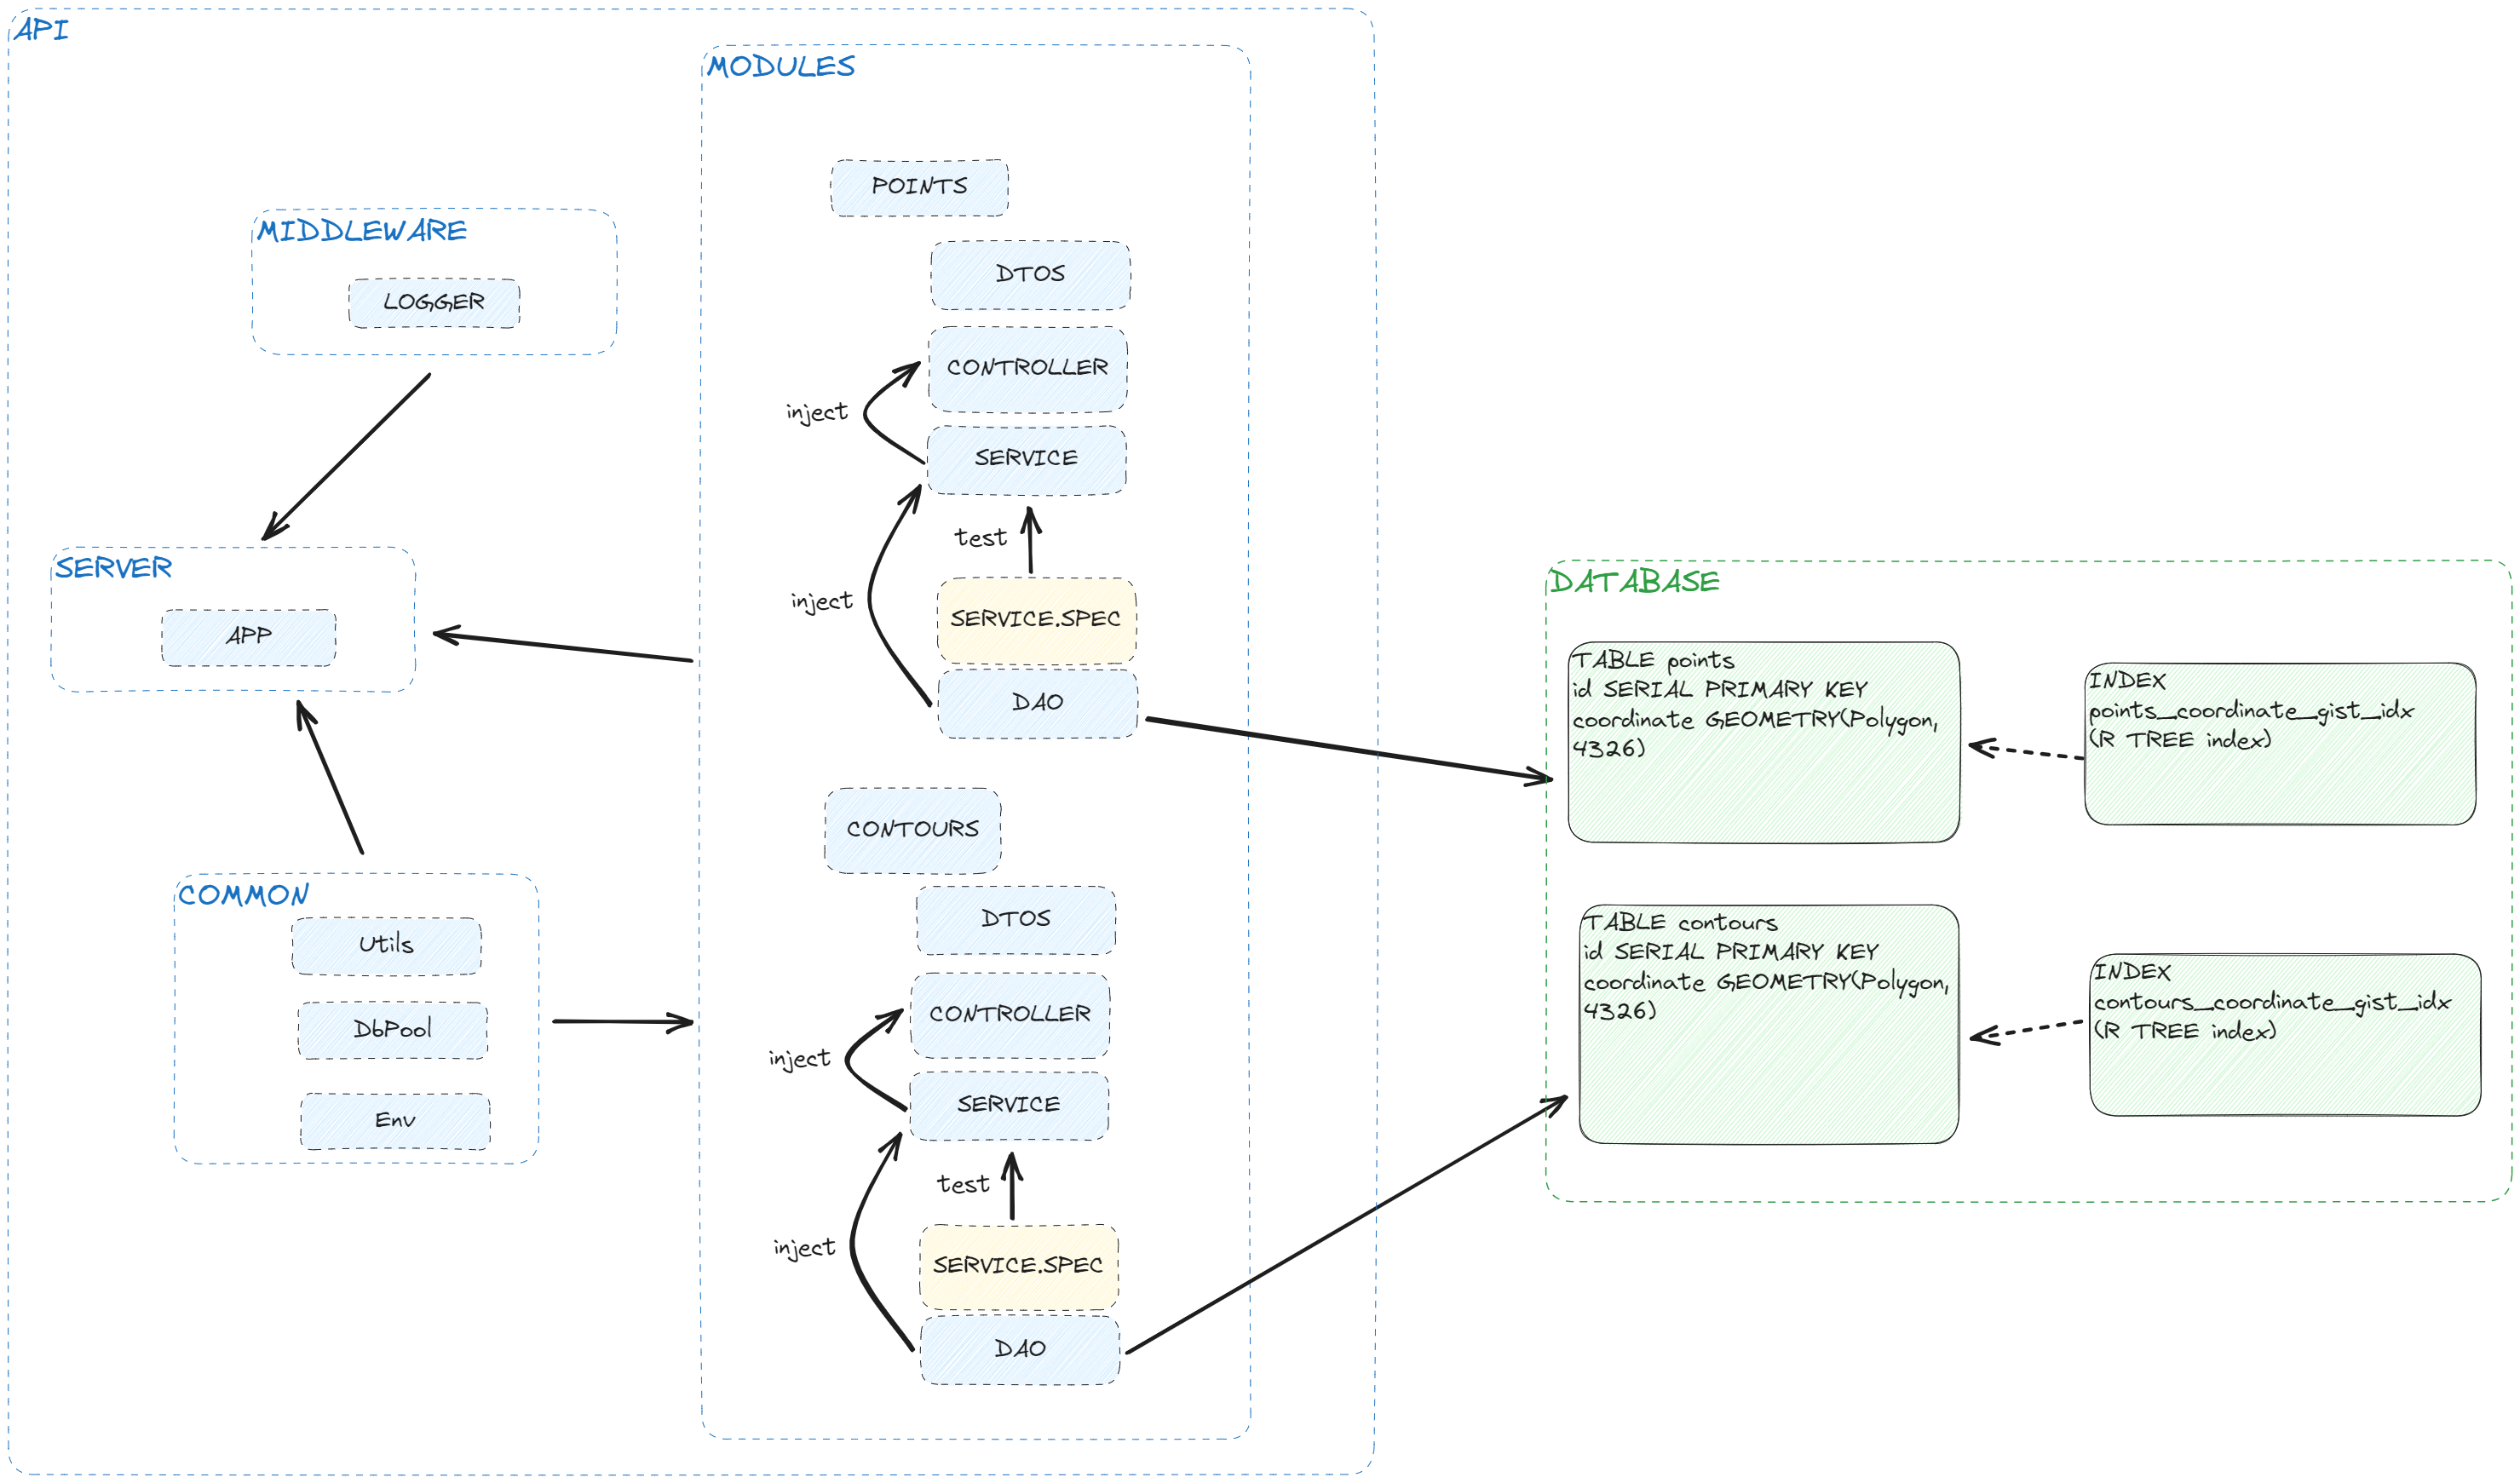 API
MODULES
POINTS
DTOS
CONTROLLER
inject
SERVICE
test
inject
SERVICE.SPEC
DAO
CONTOURS
DTOS
CONTROLLER
inject
SERVICE
test
inject
SERVICE.SPEC
DAO
MIDDLEWARE
LOGGER
SERVER
APP
COMMON
Utils
DbPool
Env
DATABASE
TABLE points
id SERIAL PRIMARY KEY
coordinate GEOMETRY(Polygon,
4326)
INDEX
points_coordinate_gist_idx
(R TREE index)
TABLE contours
id SERIAL PRIMARY KEY
coordinate GEOMETRY(Polygon,
4326)
INDEX
contours_coordinate_gist_idx
(R TREE index)